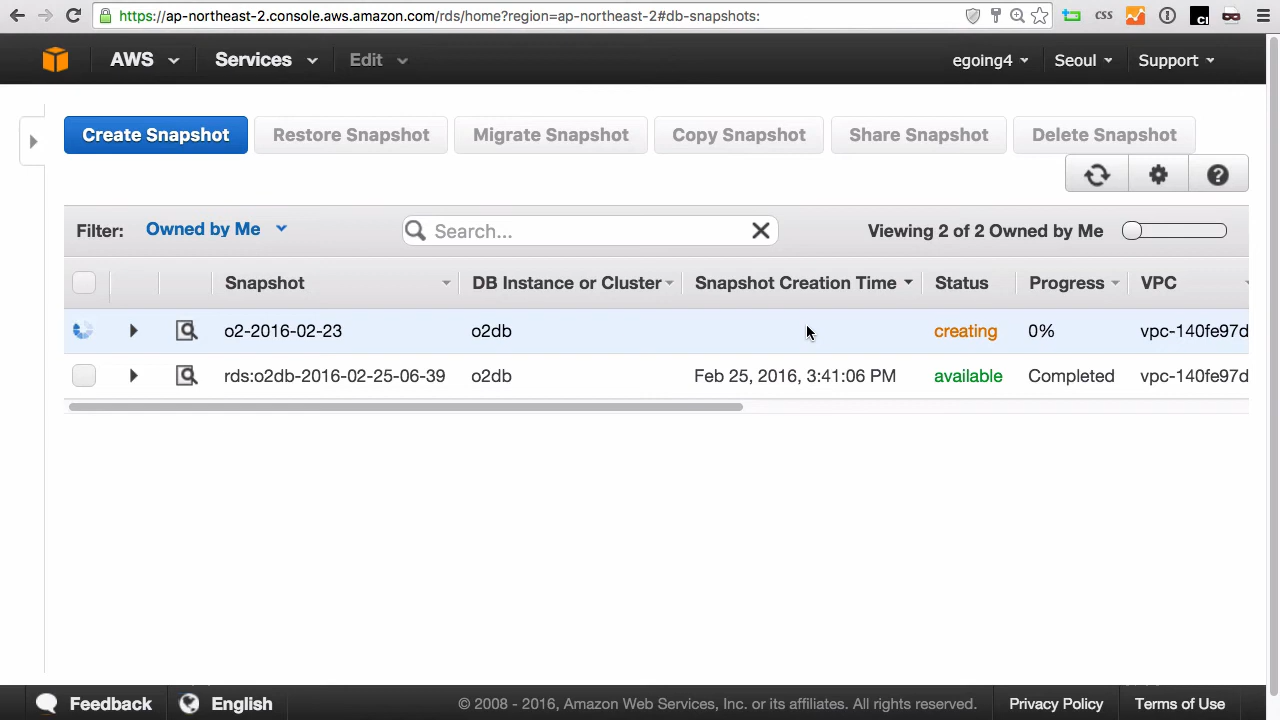 https://ap-northeast-2.console.aws.amazon.com/rds/home?region=ap-northeast-2#db-snapshots:
css
CI
AWS Services Edit egoing4 Seoul Support
Create Snapshot Restore Snapshot Migrate Snapshot Copy Snapshot Share Snapshot Delete Snapshot
Filter: Owned by Me Search... Viewing 2 of 2 Owned by Me
Snapshot DB Instance or Cluster Snapshot Creation Time Status Progress VPC
o2-2016-02-23 o2db creating 0% vpc-140fe97d
rds:o2db-2016-02-25-06-39 o2db Feb 25, 2016, 3:41:06 PM available Completed vpc-140fe97d
Feedback English © 2008 - 2016, Amazon Web Services, Inc. or its affiliates. All rights reserved. Privacy Policy Terms of Use